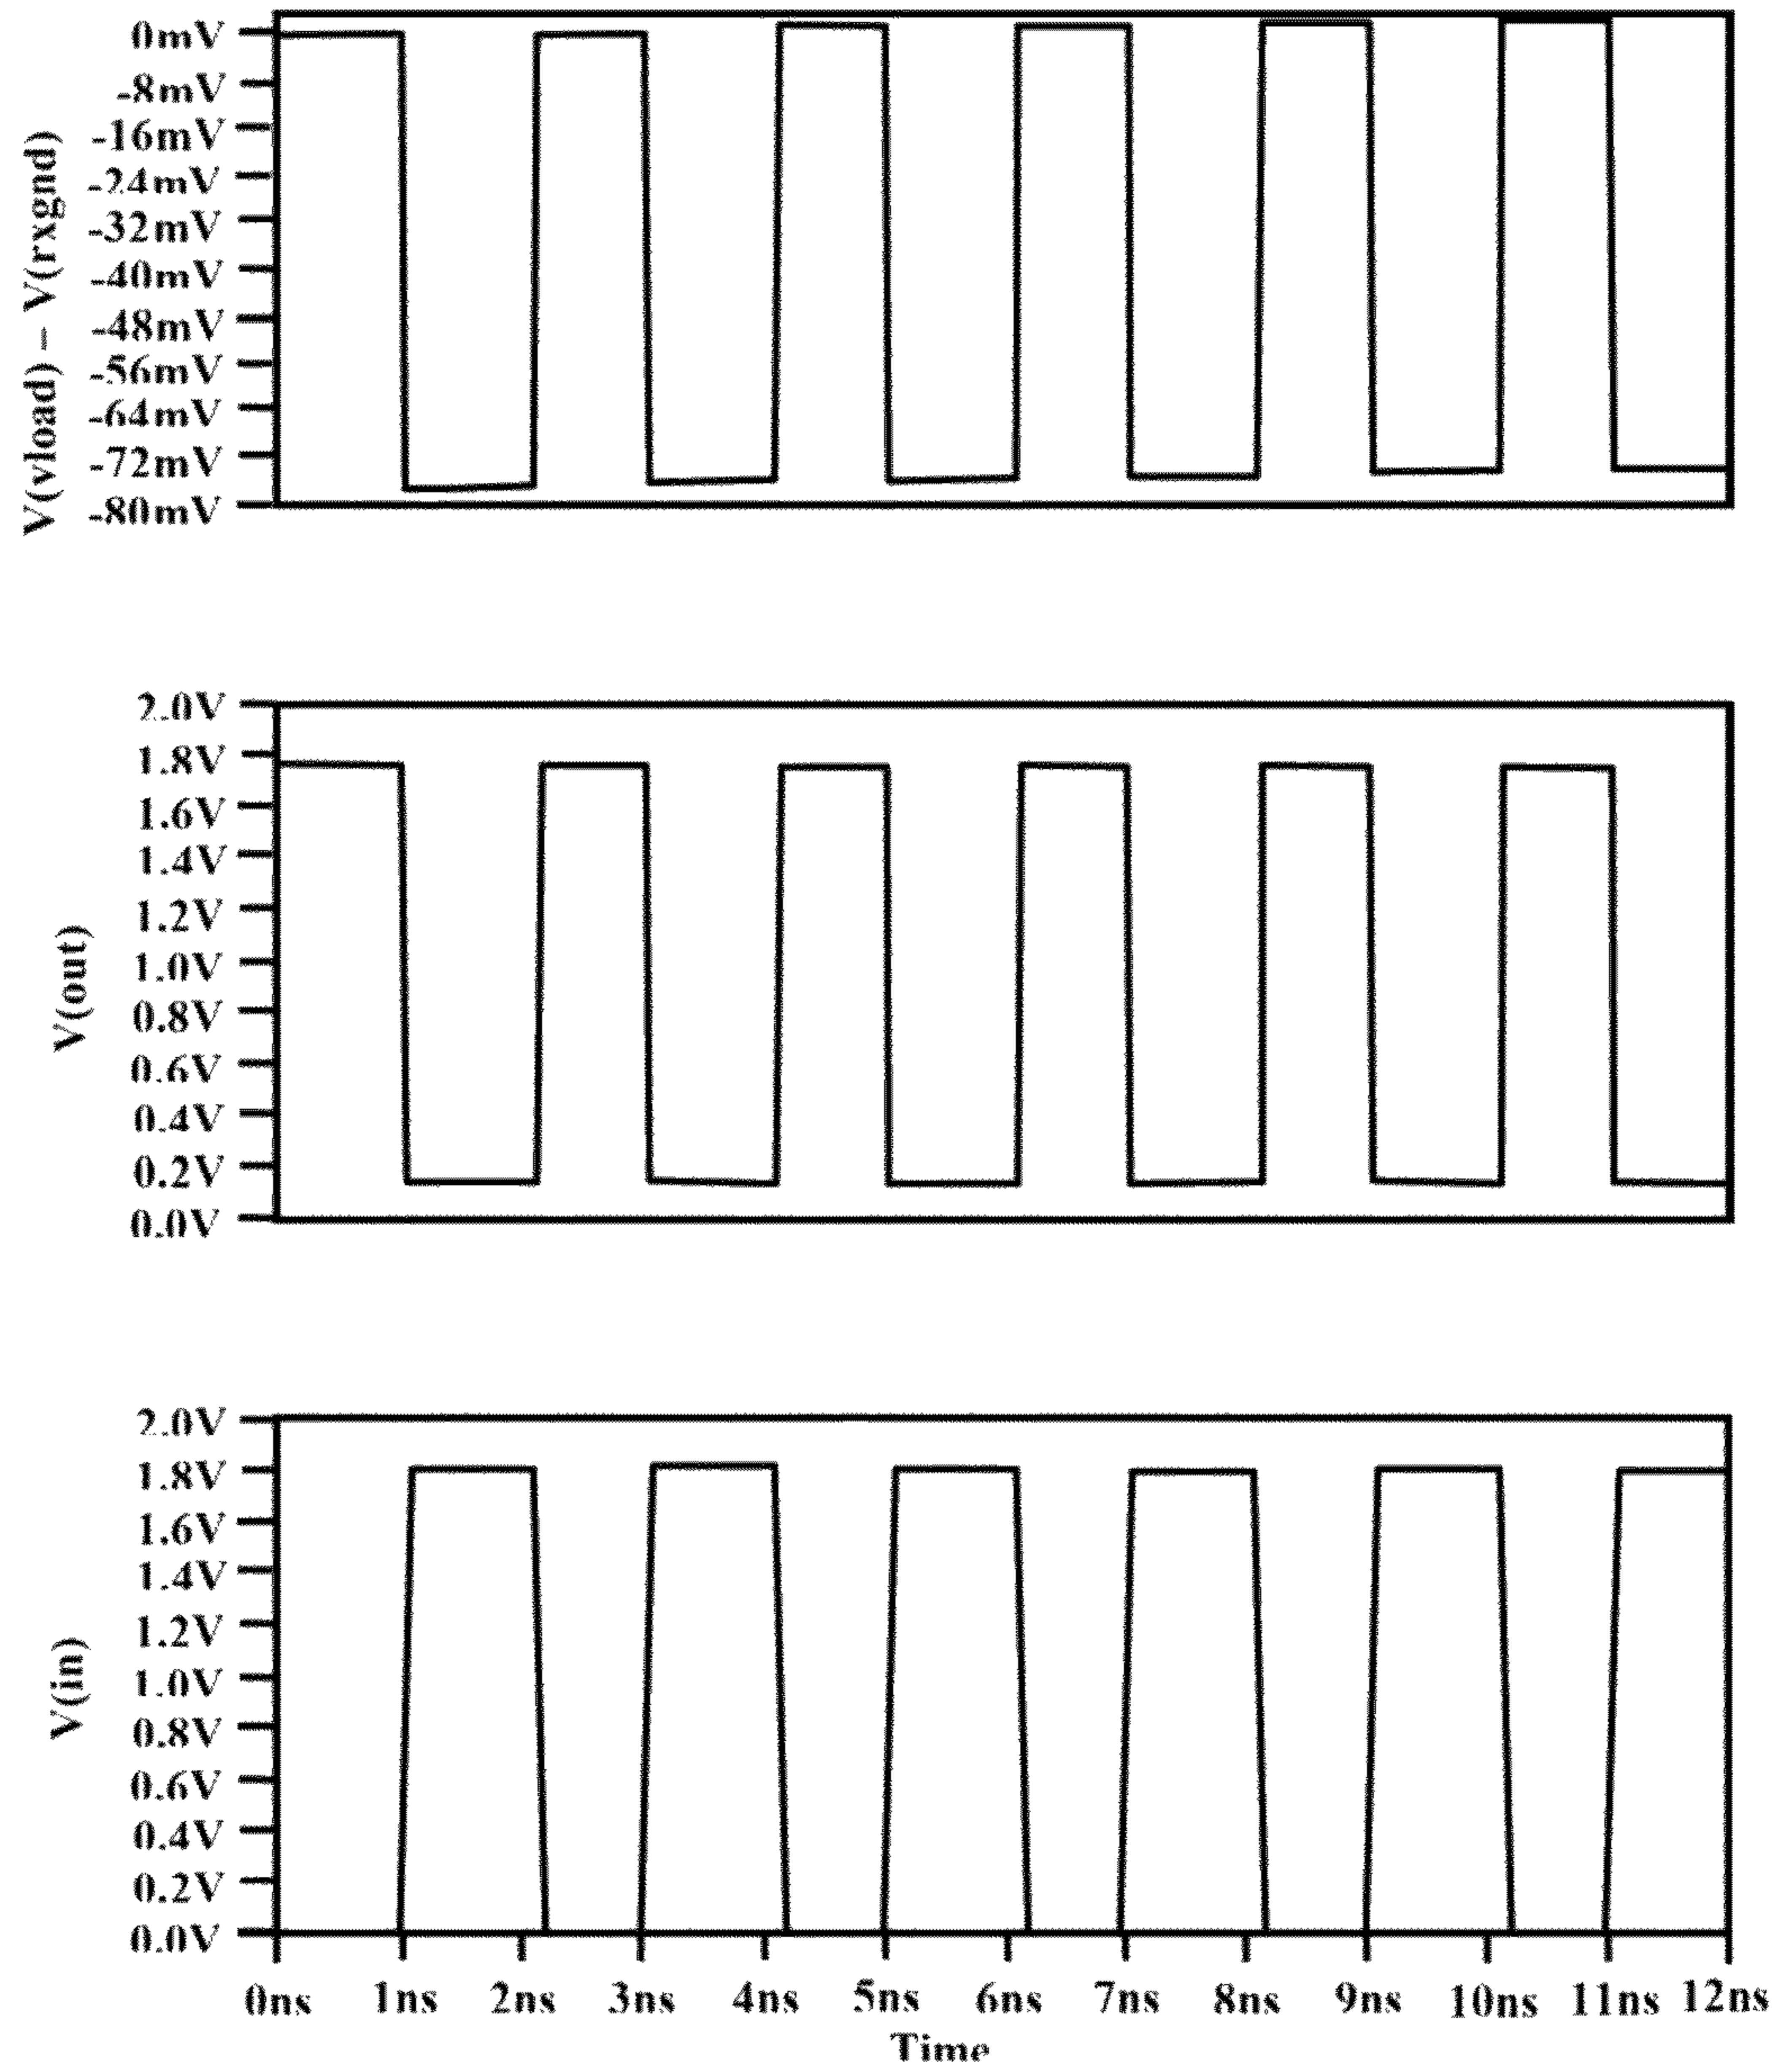 V(vload) – V(rxgnd)
0mV
-8mV
-16mV
-24mV
-32mV
-40mV
-48mV
-56mV
-64mV
-72mV
-80mV
V(out)
2.0V
1.8V
1.6V
1.4V
1.2V
1.0V
0.8V
0.6V
0.4V
0.2V
0.0V
V(in)
2.0V
1.8V
1.6V
1.4V
1.2V
1.0V
0.8V
0.6V
0.4V
0.2V
0.0V
0ns 1ns 2ns 3ns 4ns 5ns 6ns 7ns 8ns 9ns 10ns 11ns 12ns
Time